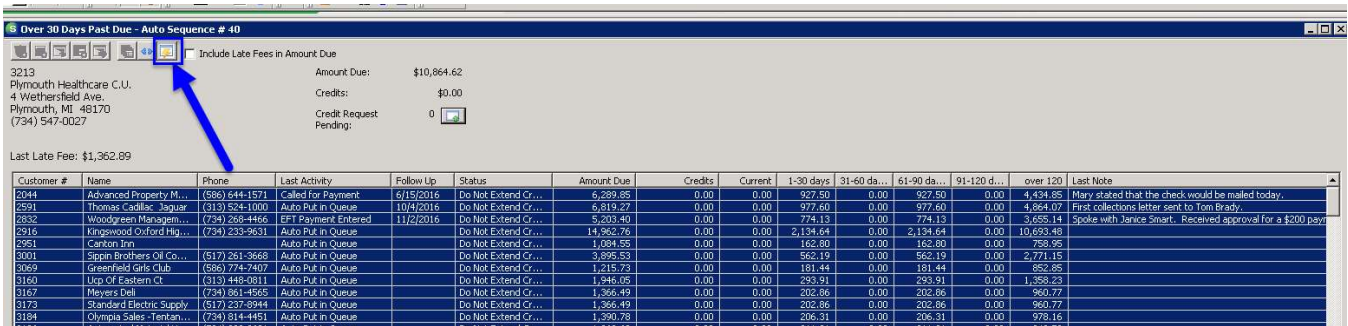 Over 30 Days Past Due - Auto Sequence # 40
Include Late Fees in Amount Due
3213
Plymouth Healthcare C.U.
4 Wethersfield Ave.
Plymouth, MI 48170
(734) 547-0027
Amount Due: $10,864.62
Credits: $0.00
Credit Request Pending: 0
Last Late Fee: $1,362.89
Customer # Name Phone Last Activity Follow Up Status Amount Due Credits Current 1-30 days 31-60 da... 61-90 da... 91-120 d... over 120 Last Note
2044 Advanced Property M... (586) 644-1571 Called for Payment 6/15/2016 Do Not Extend Cr... 6,289.85 0.00 0.00 927.50 0.00 927.50 0.00 4,434.85 Mary stated that the check would be mailed today.
2591 Thomas Cadillac Jaguar (313) 524-1000 Auto Put in Queue 10/4/2016 Do Not Extend Cr... 6,819.27 0.00 0.00 977.60 0.00 977.60 0.00 4,864.07 First collections letter sent to Tom Brady.
2832 Woodgreen Managem... (734) 268-4466 EFT Payment Entered 11/2/2016 Do Not Extend Cr... 5,203.40 0.00 0.00 774.13 0.00 774.13 0.00 3,655.14 Spoke with Janice Smart. Received approval for a $200 payr
2916 Kingswood Oxford Hig... (734) 233-9631 Auto Put in Queue Do Not Extend Cr... 14,962.76 0.00 0.00 2,134.64 0.00 2,134.64 0.00 10,693.48
2951 Canton Inn Auto Put in Queue Do Not Extend Cr... 1,084.55 0.00 0.00 162.80 0.00 162.80 0.00 758.95
3001 Sippin Brothers Oil Co... (517) 261-3668 Auto Put in Queue Do Not Extend Cr... 3,895.53 0.00 0.00 562.19 0.00 562.19 0.00 2,771.15
3069 Greenfield Girls Club (586) 774-7407 Auto Put in Queue Do Not Extend Cr... 1,215.73 0.00 0.00 181.44 0.00 181.44 0.00 852.85
3160 Ucp Of Eastern Ct (313) 448-0811 Auto Put in Queue Do Not Extend Cr... 1,946.05 0.00 0.00 293.91 0.00 293.91 0.00 1,358.23
3167 Meyers Deli (734) 861-4565 Auto Put in Queue Do Not Extend Cr... 1,366.49 0.00 0.00 202.86 0.00 202.86 0.00 960.77
3173 Standard Electric Supply (517) 237-8944 Auto Put in Queue Do Not Extend Cr... 1,366.49 0.00 0.00 202.86 0.00 202.86 0.00 960.77
3184 Olympia Sales -Tentan... (734) 814-4451 Auto Put in Queue Do Not Extend Cr... 1,390.78 0.00 0.00 206.31 0.00 206.31 0.00 978.16